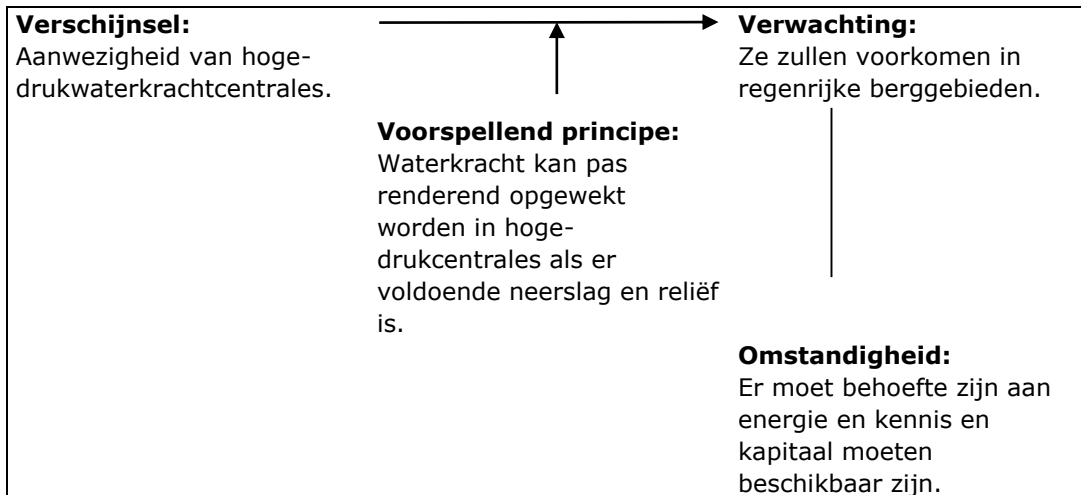 Verschijnsel:
Aanwezigheid van hoge-
drukwaterkrachtcentrales.
Voorspellend principe:
Waterkracht kan pas
renderend opgewekt
worden in hoge-
drukcentrales als er
voldoende neerslag en reliëf
is.
Verwachting:
Ze zullen voorkomen in
regenrijke berggebieden.
Omstandigheid:
Er moet behoefte zijn aan
energie en kennis en
kapitaal moeten
beschikbaar zijn.